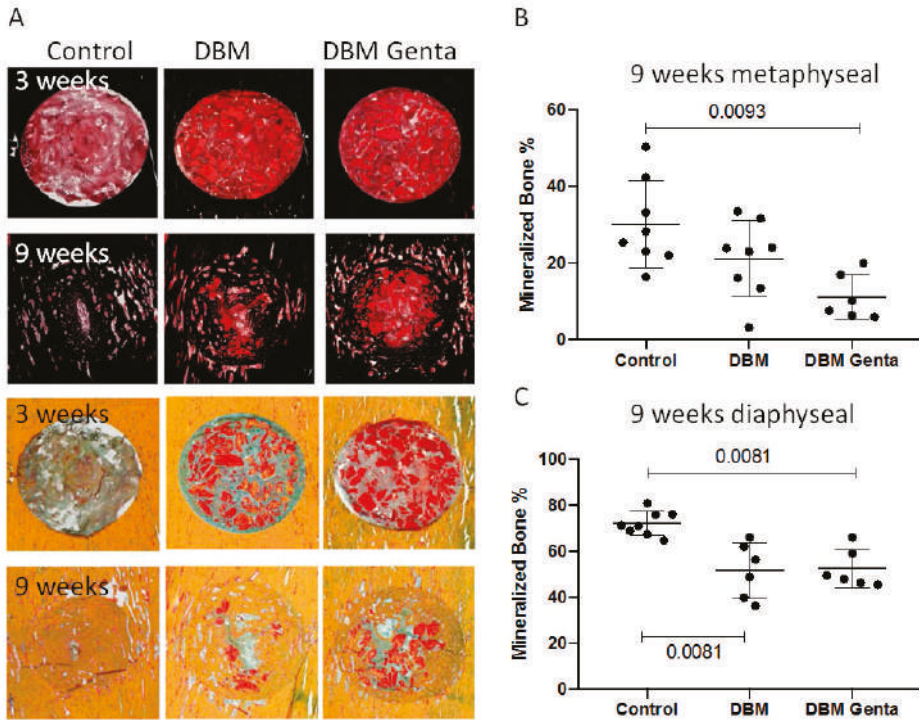 A
Control DBM DBM Genta
3 weeks
9 weeks
3 weeks
9 weeks
B
9 weeks metaphyseal
0.0093
Mineralized Bone %
60
40
20
0
Control DBM DBM Genta
C
9 weeks diaphyseal
0.0081
Mineralized Bone %
100
80
60
40
20
0
0.0081
Control DBM DBM Genta